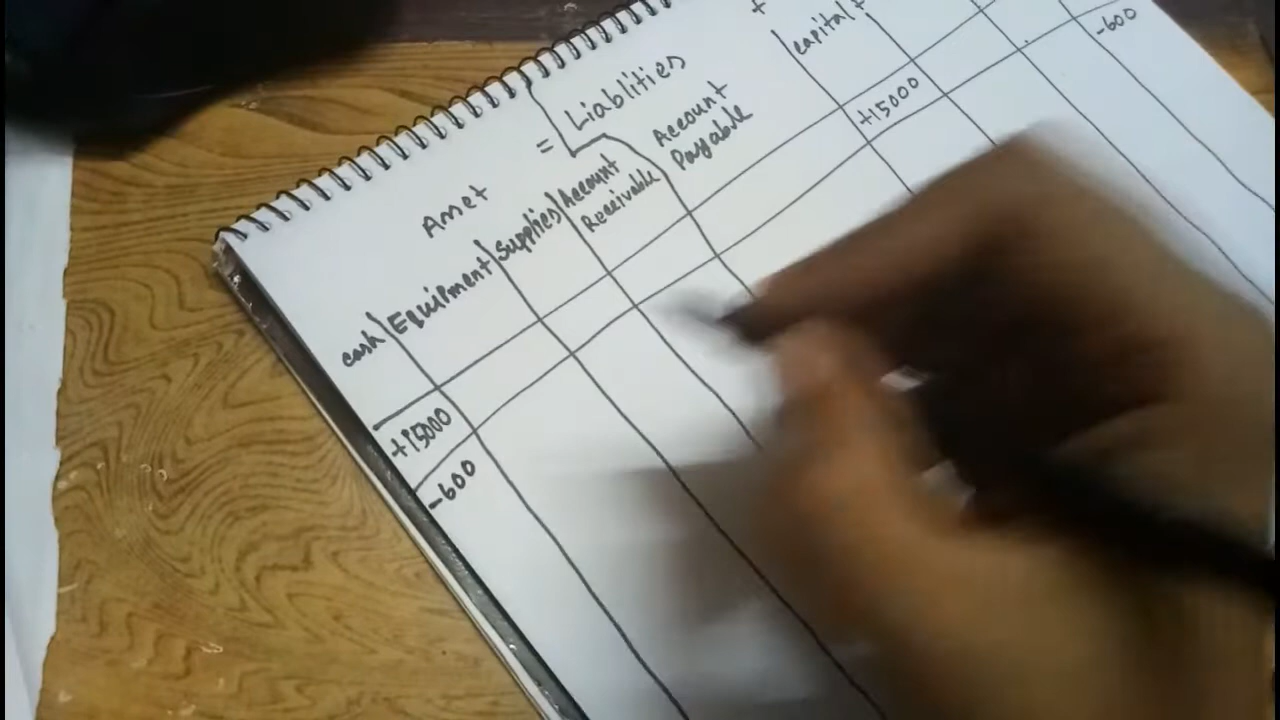 Asset = Liablities +
cash Equipment Supplies Account Receivable Account Payable capital +
+15000 +15000
-600 -600